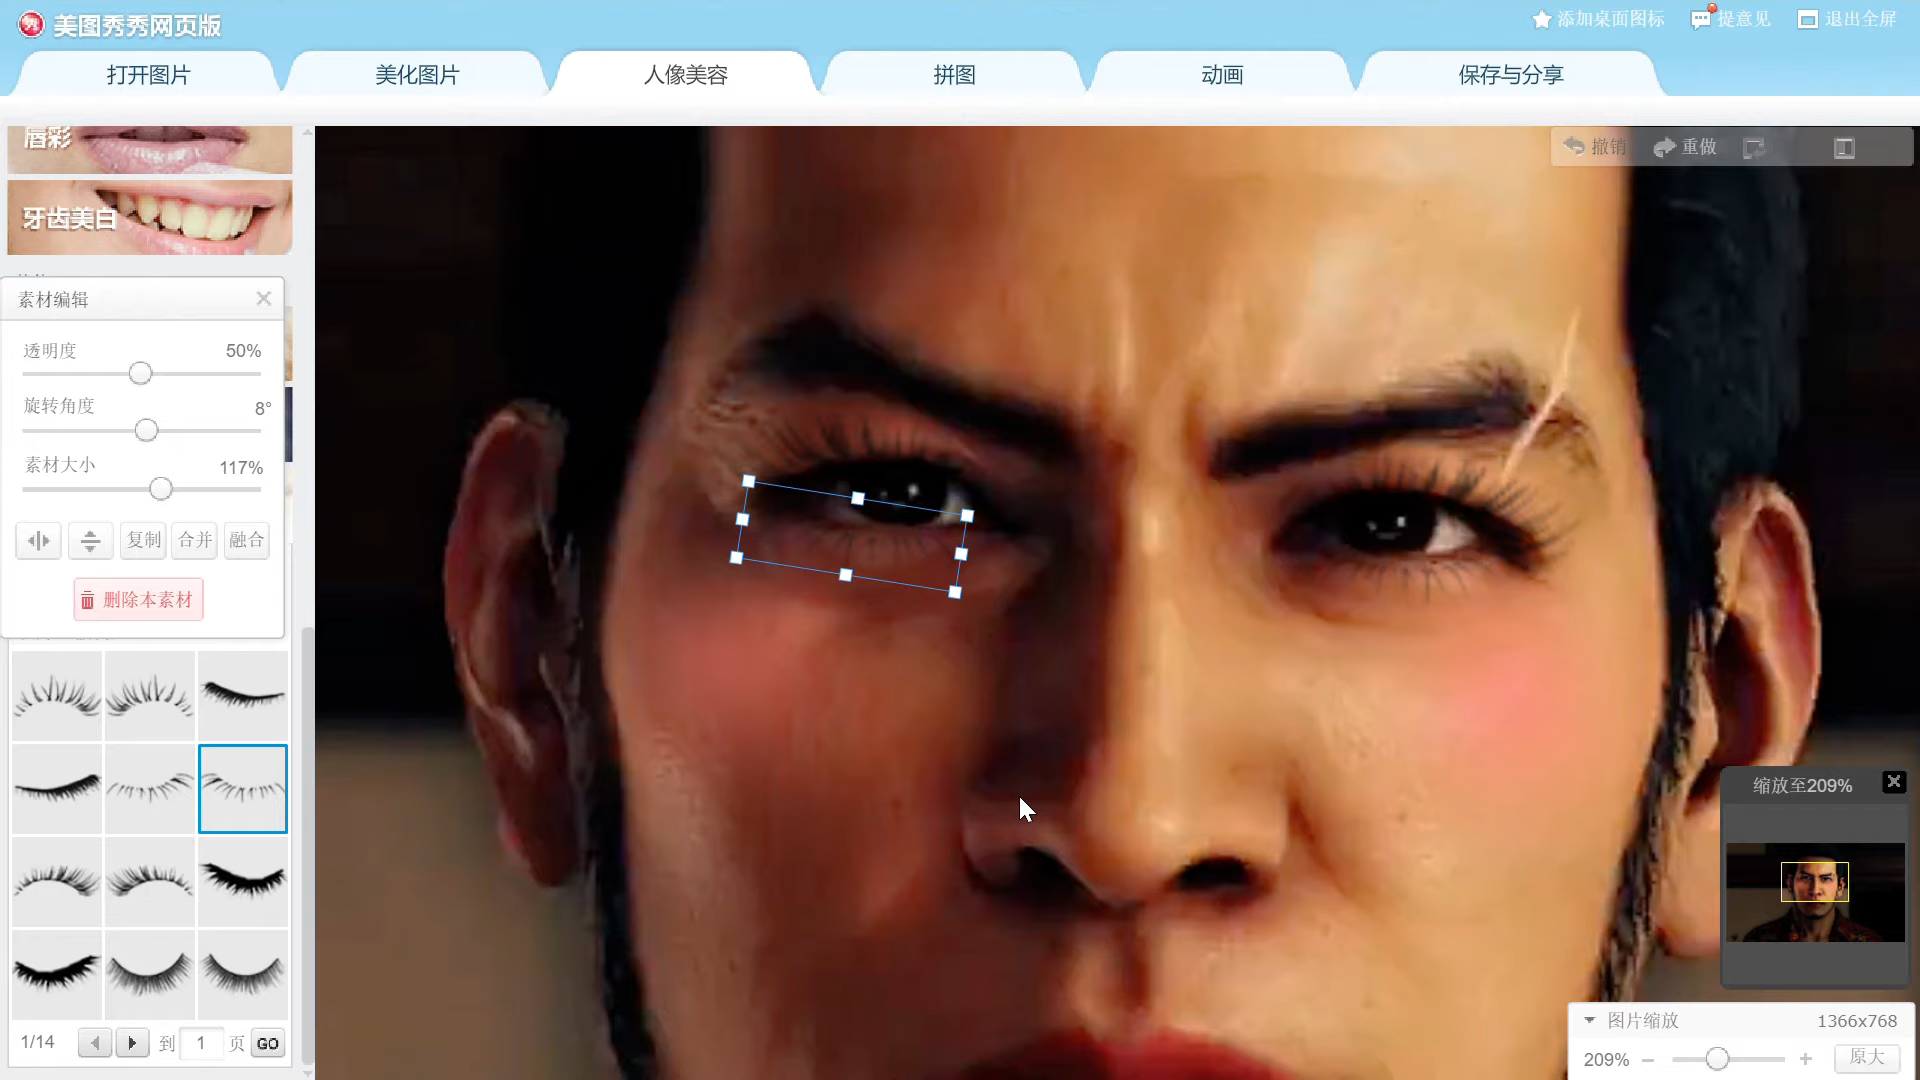 美图秀秀网页版
添加桌面图标
提意见
退出全屏
打开图片
美化图片
人像美容
拼图
动画
保存与分享
唇彩
牙齿美白
撤销
重做
素材编辑
透明度 50%
旋转角度 8°
素材大小 117%
复制
合并
融合
删除本素材
1/14
到 1 页 GO
缩放至209%
图片缩放 1366x768
209%
原大